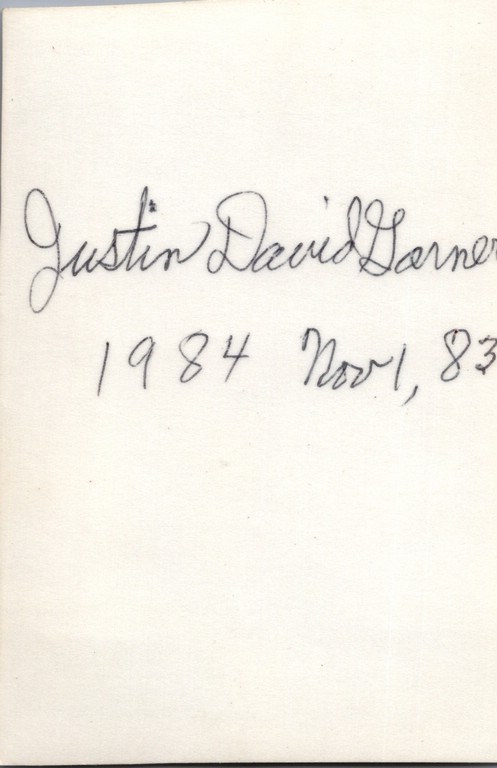 Justin David Garner
1984 Nov 1, 83